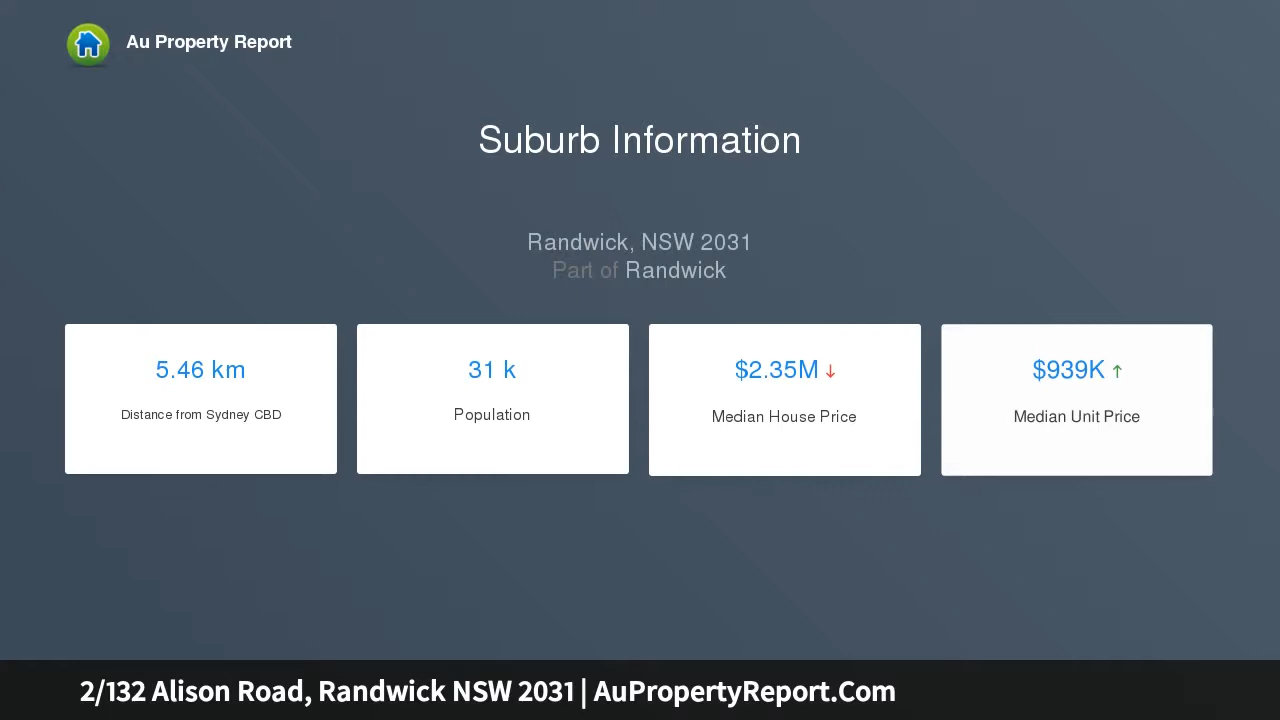 Au Property Report
Suburb Information
Randwick, NSW 2031
Part of Randwick
5.46 km
Distance from Sydney CBD
31 k
Population
$2.35M ↓
Median House Price
$939K ↑
Median Unit Price
2/132 Alison Road, Randwick NSW 2031 | AuPropertyReport.Com